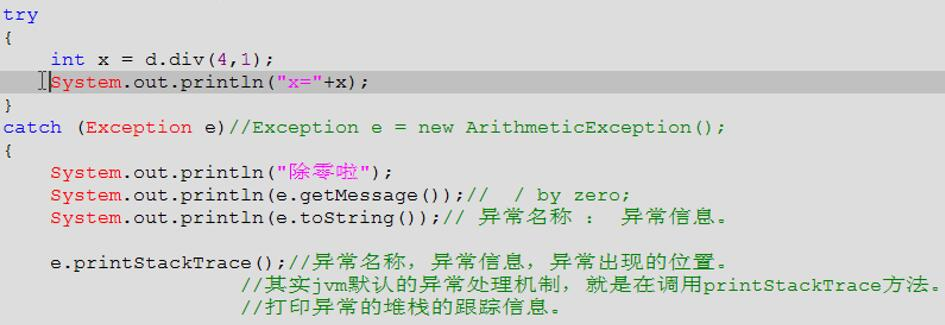 try
{
int x = d.div(4,1);
System.out.println("x="+x);
}
catch (Exception e)//Exception e = new ArithmeticException();
{
System.out.println("除零啦");
System.out.println(e.getMessage());//  / by zero;
System.out.println(e.toString());// 异常名称 : 异常信息。
e.printStackTrace();//异常名称，异常信息，异常出现的位置。
//其实jvm默认的异常处理机制，就是在调用printStackTrace方法。
//打印异常的堆栈的跟踪信息。